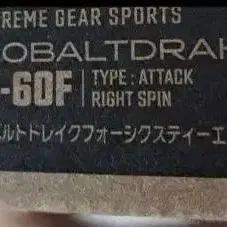 REME GEAR SPORTS
OBALTDRA
-60F
TYPE : ATTACK
RIGHT SPIN
ルトドレイクフォーシクスティーエ